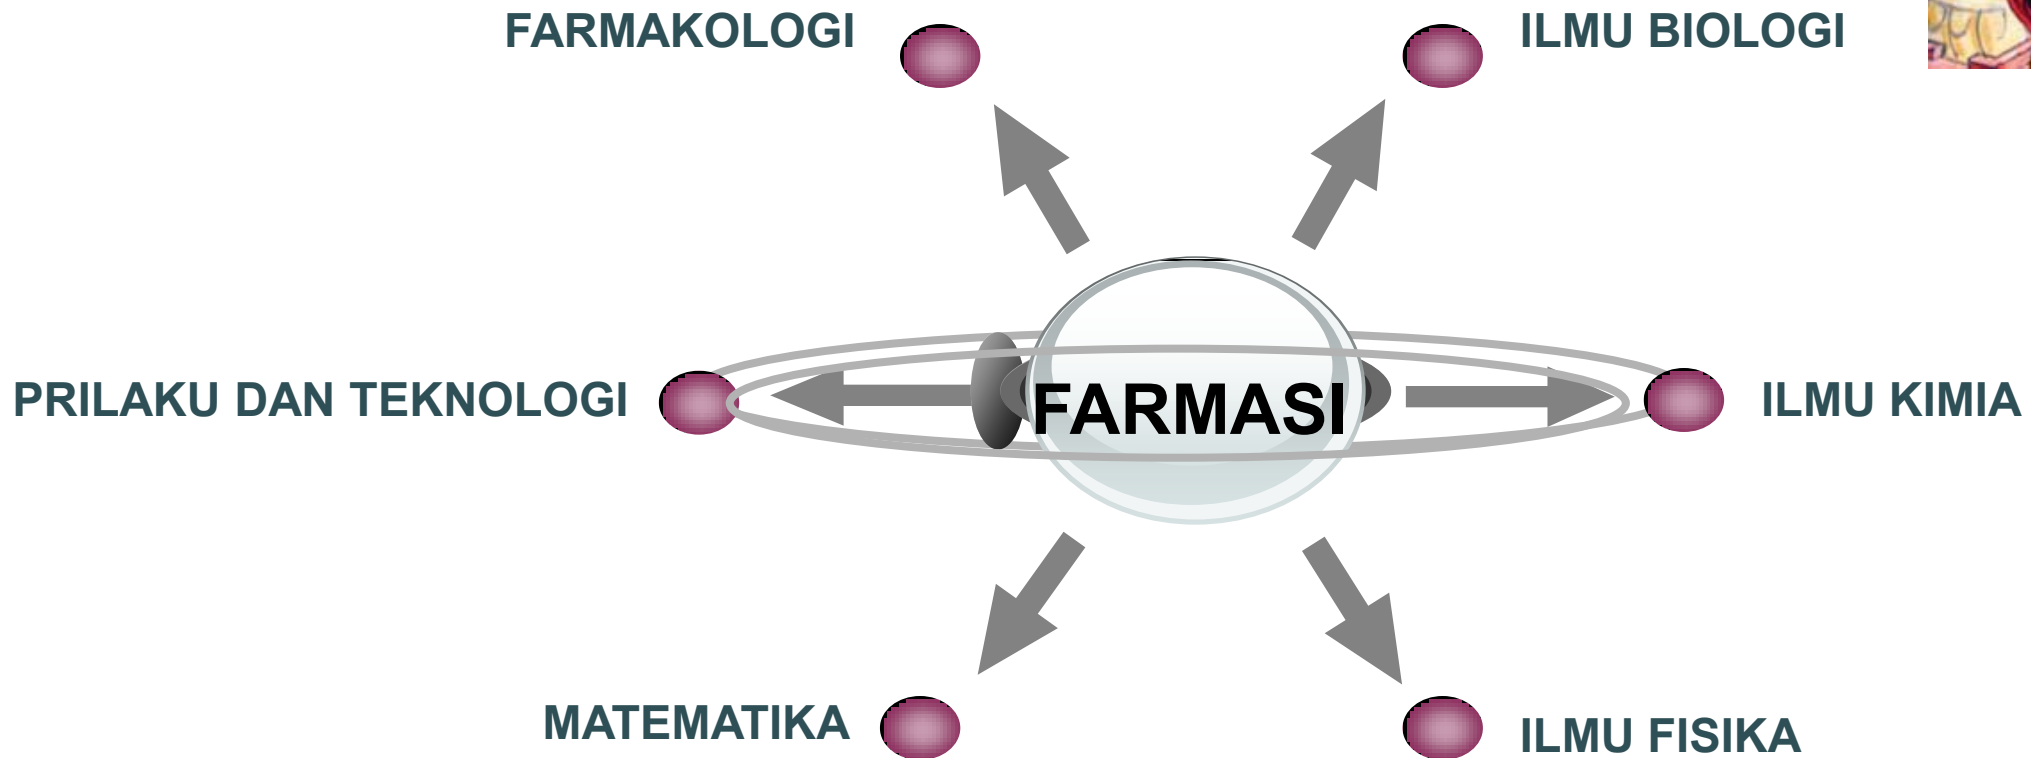 FARMAKOLOGI
ILMU BIOLOGI
PRILAKU DAN TEKNOLOGI
FARMASI
ILMU KIMIA
MATEMATIKA
ILMU FISIKA